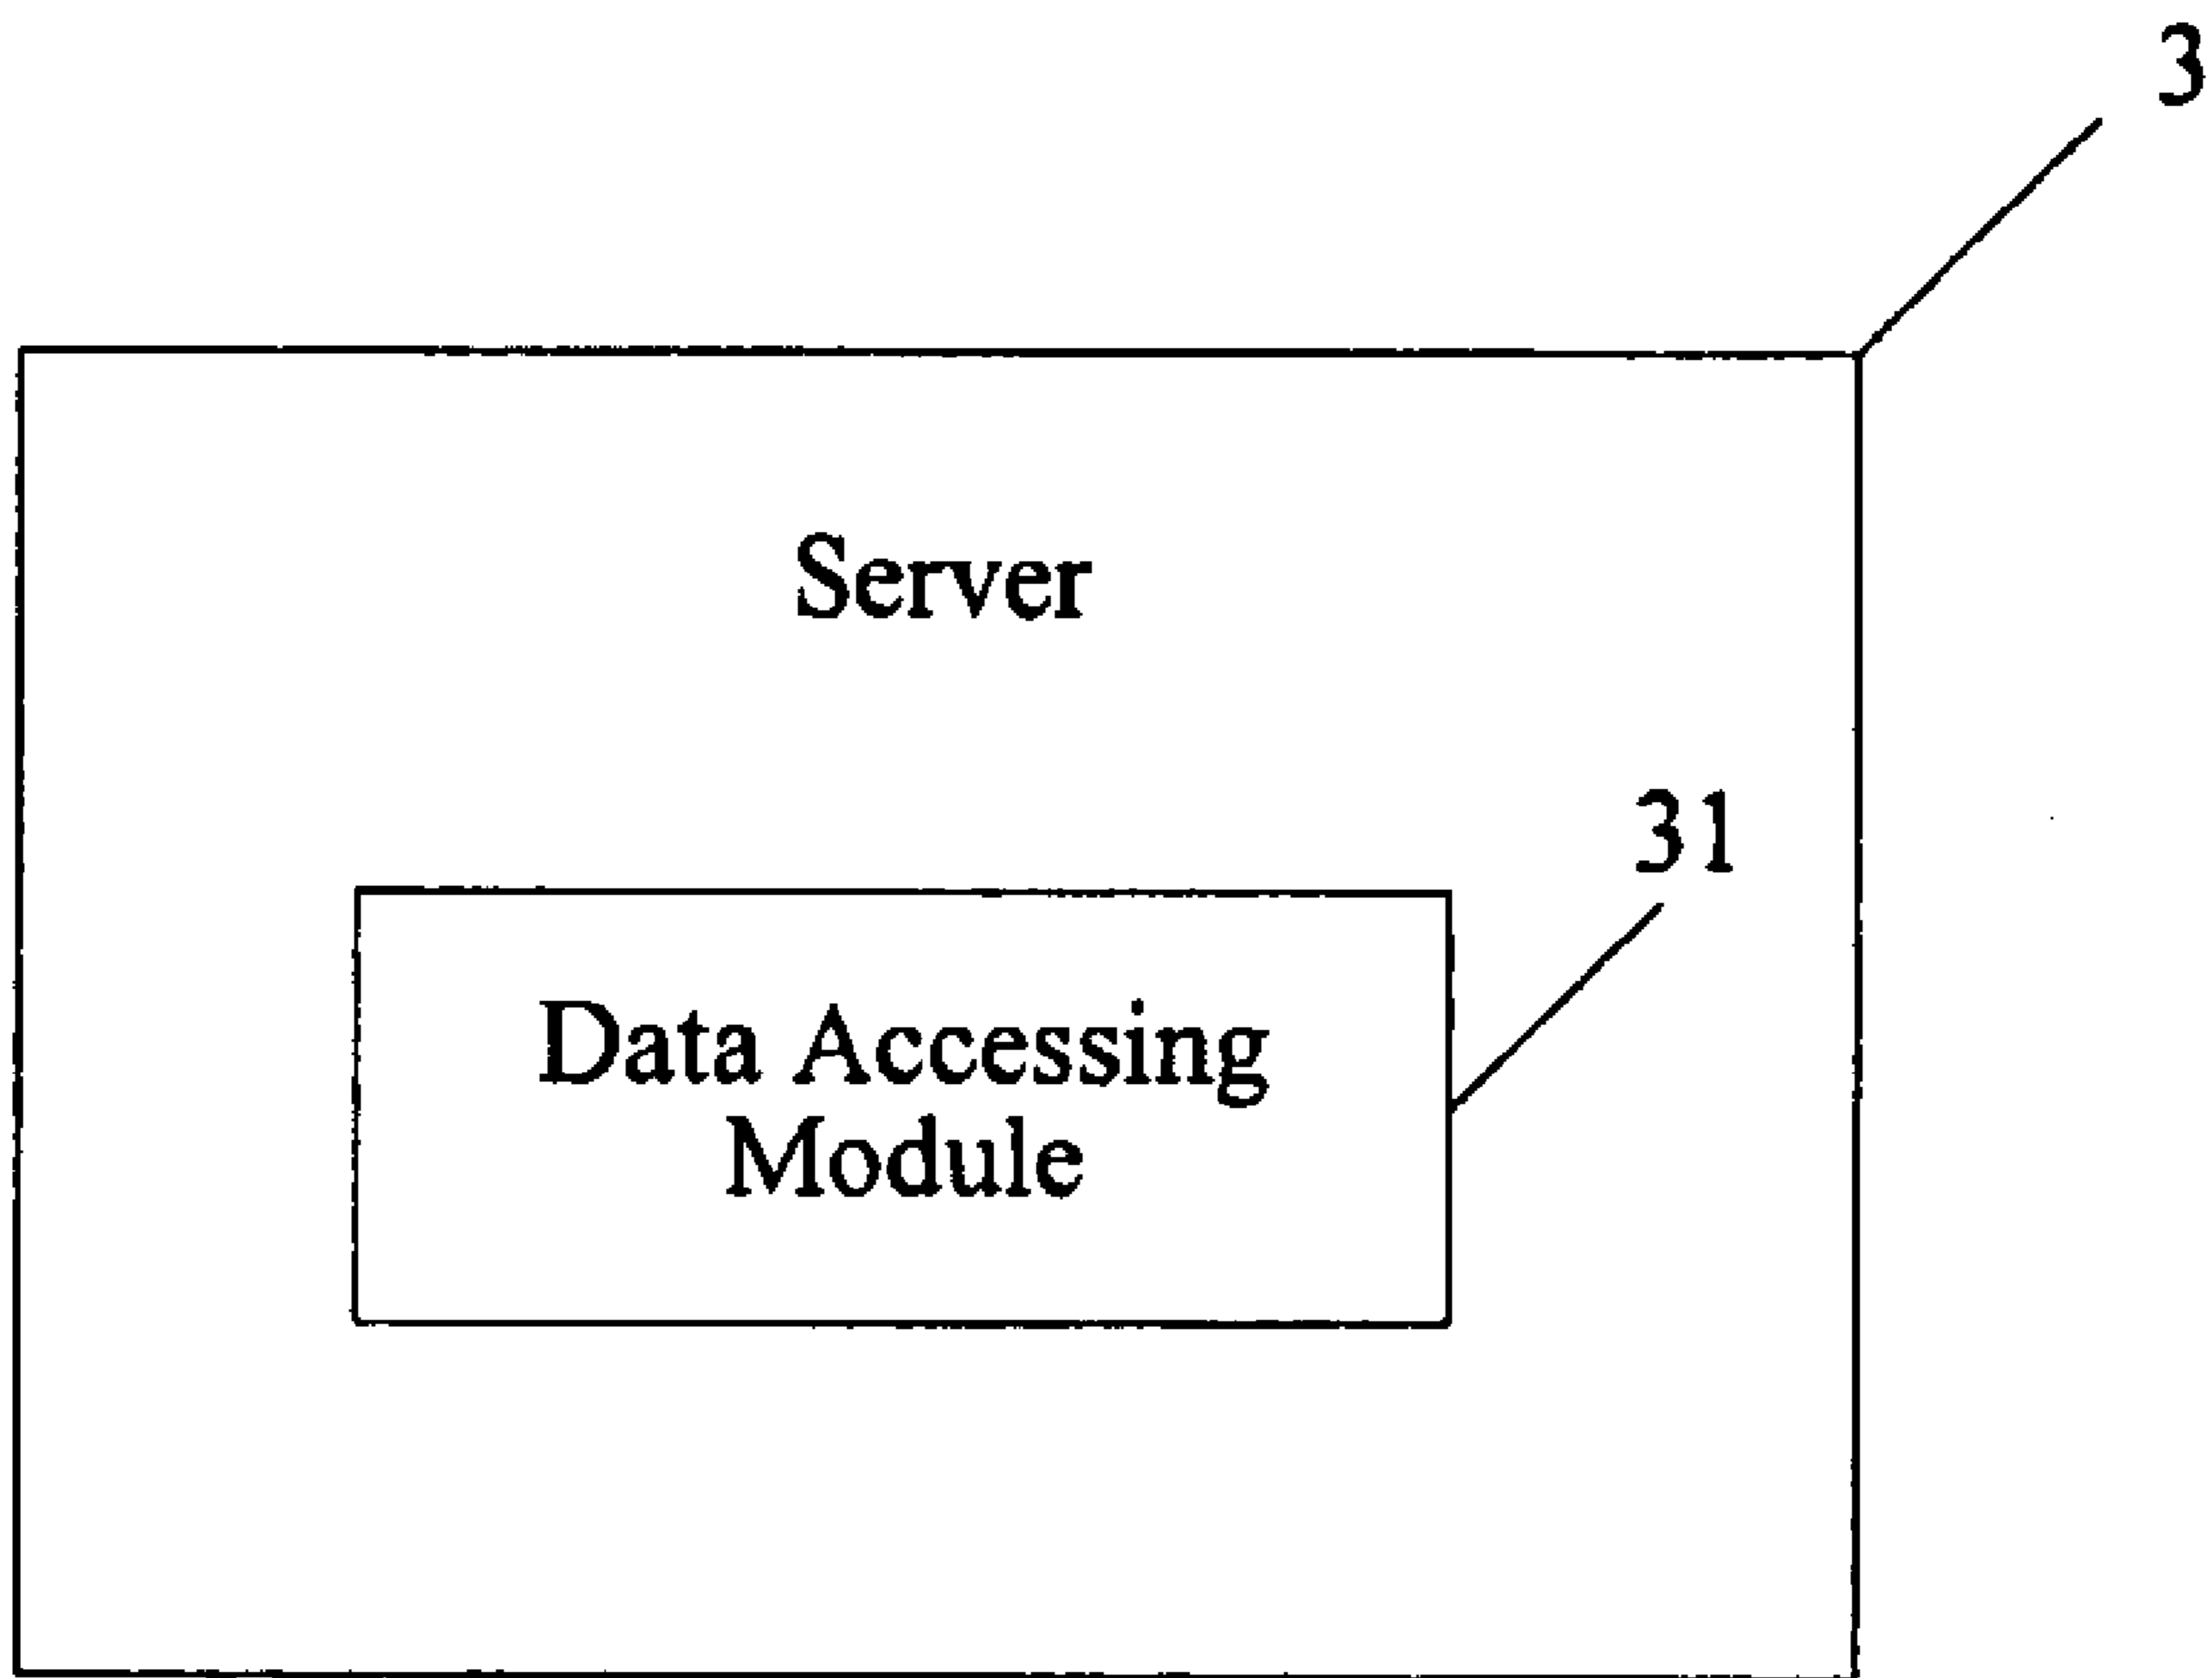 3
Server
31
Data Accessing
Module